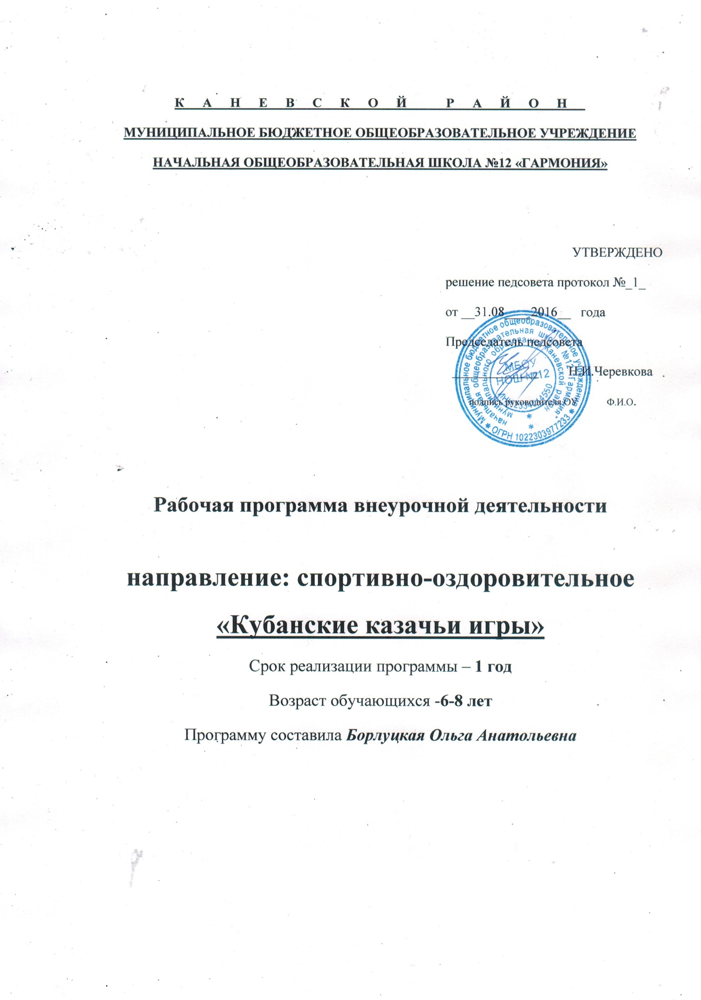 КАНЕВСКОЙ РАЙОН
МУНИЦИПАЛЬНОЕ БЮДЖЕТНОЕ ОБЩЕОБРАЗОВАТЕЛЬНОЕ УЧРЕЖДЕНИЕ
НАЧАЛЬНАЯ ОБЩЕОБРАЗОВАТЕЛЬНАЯ ШКОЛА №12 «ГАРМОНИЯ»
УТВЕРЖДЕНО
решение педсовета протокол №_1_
от __31.08____2016__ года
Председатель педсовета
Н.И.Черевкова
подпись руководителя ОУ Ф.И.О.
Муниципальное бюджетное общеобразовательное учреждение
начальная общеобразовательная школа №12 "Гармония"
муниципального образования Каневской район
ОГРН 1022303977233
МБОУ
НОШ №12
ИНН
Рабочая программа внеурочной деятельности
направление: спортивно-оздоровительное
«Кубанские казачьи игры»
Срок реализации программы – 1 год
Возраст обучающихся -6-8 лет
Программу составила Борлуцкая Ольга Анатольевна